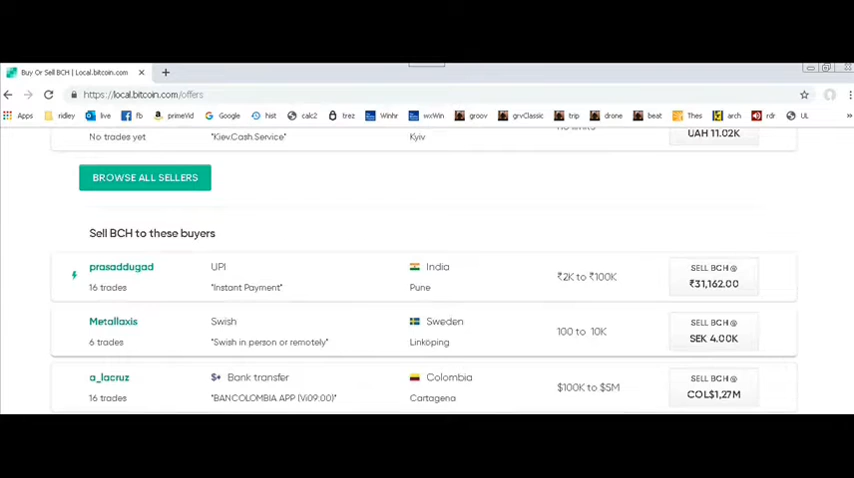 Buy Or Sell BCH | Local.bitcoin.com
https://local.bitcoin.com/offers
Apps ridley live fb primeVid Google hist calc2 trez Winhr wxWin groov grvClassic trip drone beat Thes arch rdr UL
No trades yet "Kiev.Cash.Service" Kyiv UAH 11.02K
BROWSE ALL SELLERS
Sell BCH to these buyers
prasaddugad UPI India ₹2K to ₹100K SELL BCH @
16 trades "Instant Payment" Pune ₹31,162.00
Metallaxis Swish Sweden 100 to 10K SELL BCH @
6 trades "Swish in person or remotely" Linköping SEK 4.00K
a_lacruz Bank transfer Colombia $100K to $5M SELL BCH @
16 trades "BANCOLOMBIA APP (Vi09:00)" Cartagena COL$1,27M